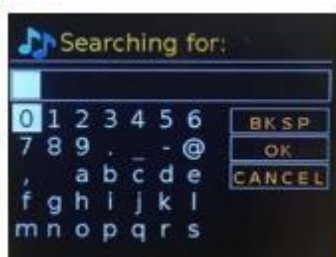 Searching for:
0 1 2 3 4 5 6 BKSP
7 8 9 . _ - @ OK
, a b c d e CANCEL
f g h i j k l
m n o p q r s